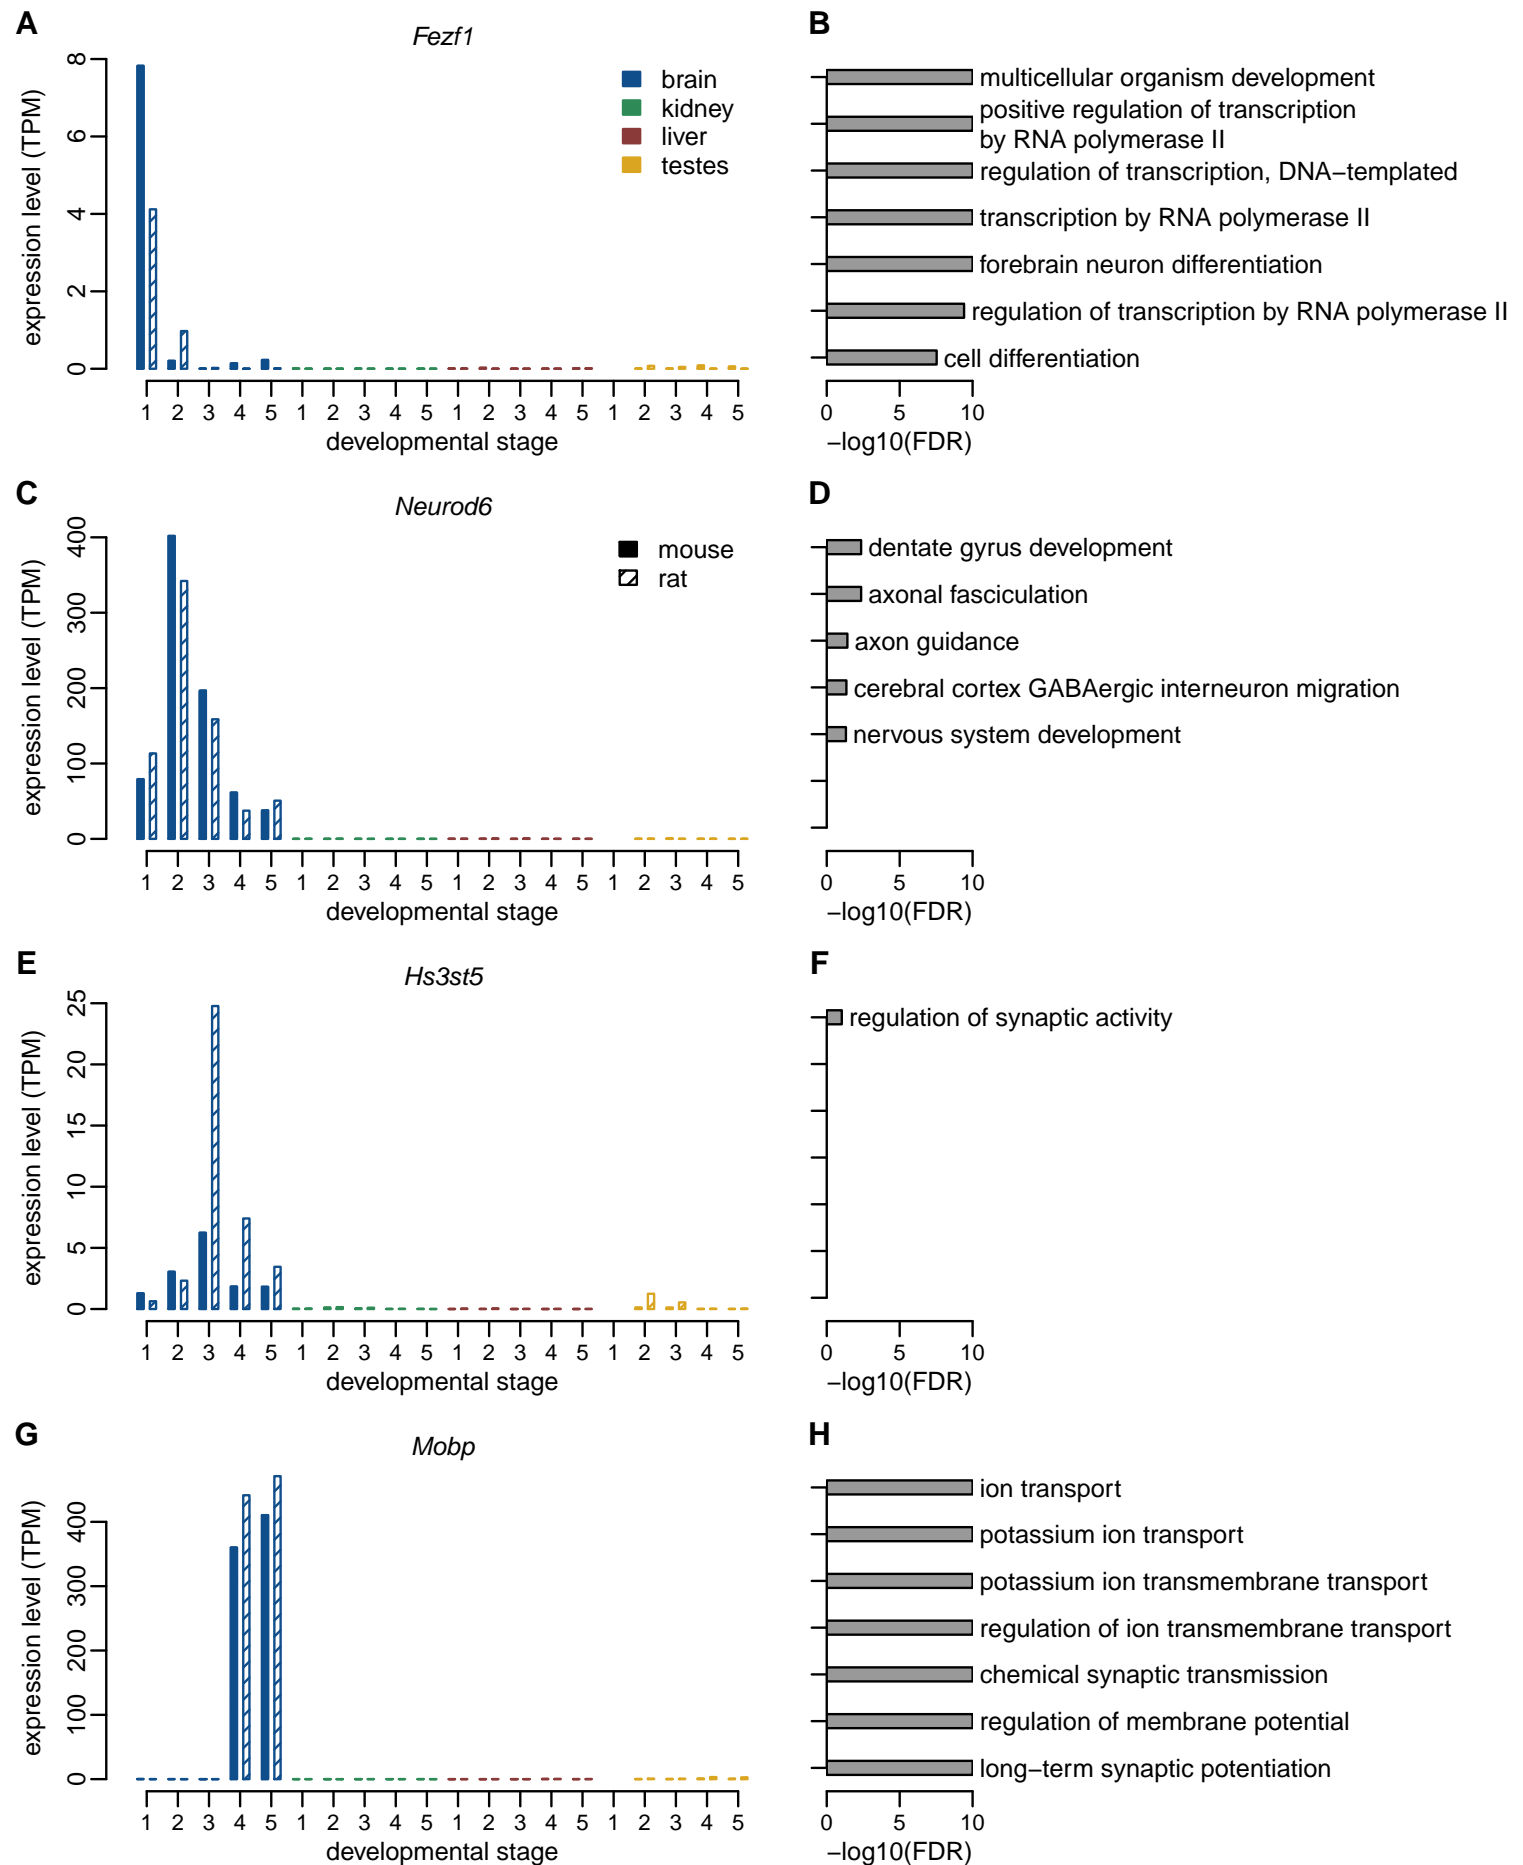 A
Fezf1
expression level (TPM)
0 2 4 6 8
brain
kidney
liver
testes
1 2 3 4 5 1 2 3 4 5 1 2 3 4 5 1 2 3 4 5
developmental stage
B
multicellular organism development
positive regulation of transcription
by RNA polymerase II
regulation of transcription, DNA−templated
transcription by RNA polymerase II
forebrain neuron differentiation
regulation of transcription by RNA polymerase II
cell differentiation
0 5 10
−log10(FDR)
C
Neurod6
expression level (TPM)
0 100 200 300 400
mouse
rat
1 2 3 4 5 1 2 3 4 5 1 2 3 4 5 1 2 3 4 5
developmental stage
D
dentate gyrus development
axonal fasciculation
axon guidance
cerebral cortex GABAergic interneuron migration
nervous system development
0 5 10
−log10(FDR)
E
Hs3st5
expression level (TPM)
0 5 10 15 20 25
1 2 3 4 5 1 2 3 4 5 1 2 3 4 5 1 2 3 4 5
developmental stage
F
regulation of synaptic activity
0 5 10
−log10(FDR)
G
Mobp
expression level (TPM)
0 100 200 300 400
1 2 3 4 5 1 2 3 4 5 1 2 3 4 5 1 2 3 4 5
developmental stage
H
ion transport
potassium ion transport
potassium ion transmembrane transport
regulation of ion transmembrane transport
chemical synaptic transmission
regulation of membrane potential
long−term synaptic potentiation
0 5 10
−log10(FDR)